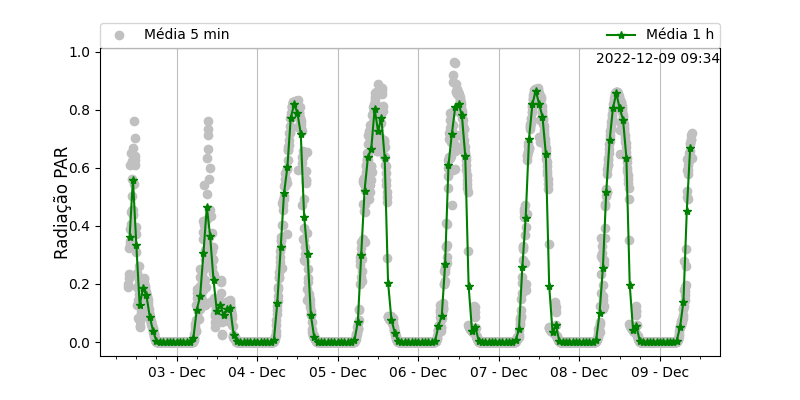 Média 5 min
Média 1 h
2022-12-09 09:34
Radiação PAR
1.0
0.8
0.6
0.4
0.2
0.0
03 - Dec
04 - Dec
05 - Dec
06 - Dec
07 - Dec
08 - Dec
09 - Dec